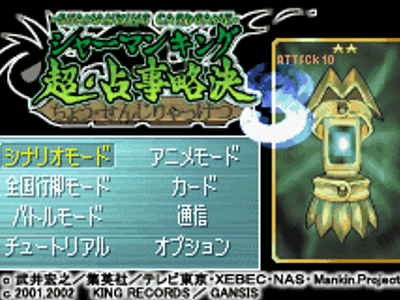 -SHAMANKING CARDGAME-
シャーマンキング
超・占事略決
ちょう・せんじりゃっけつ
★★
ATTACK 10
シナリオモード アニメモード
全国行脚モード カード
バトルモード 通信
チュートリアル オプション
c 武井宏之／集英社／テレビ東京・XEBEC・NAS・Mankin Project
c 2001,2002 KING RECORDS / GANSIS